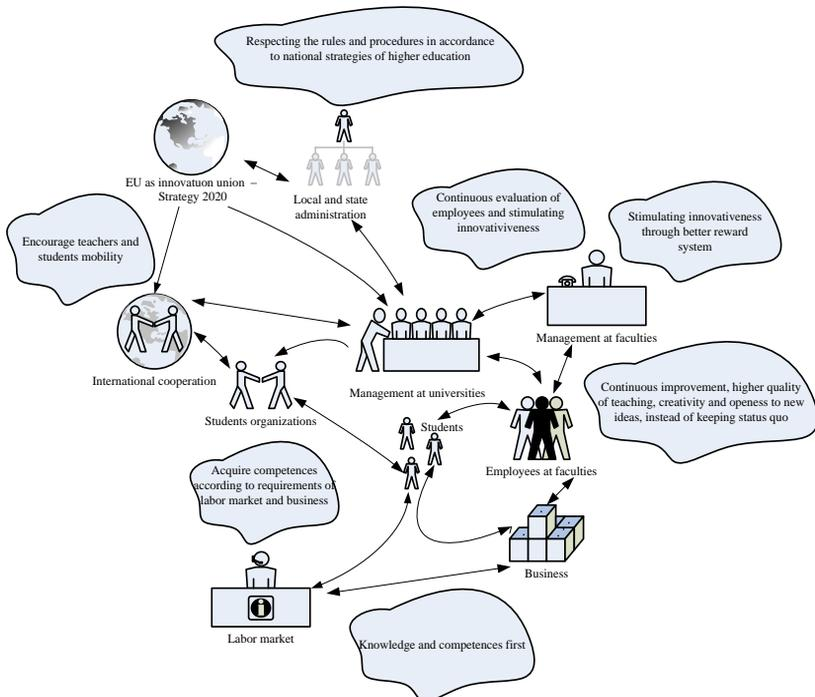 Respecting the rules and procedures in accordance
to national strategies of higher education
EU as innovatuon union –
Strategy 2020
Local and state
administration
Continuous evaluation of
employees and stimulating
innovativiveness
Stimulating innovativeness
through better reward
system
Encourage teachers and
students mobility
Management at faculties
International cooperation
Management at universities
Continuous improvement, higher quality
of teaching, creativity and openess to new
ideas, instead of keeping status quo
Students organizations
Students
Employees at faculties
Acquire competences
according to requirements of
labor market and business
Business
Labor market
Knowledge and competences first